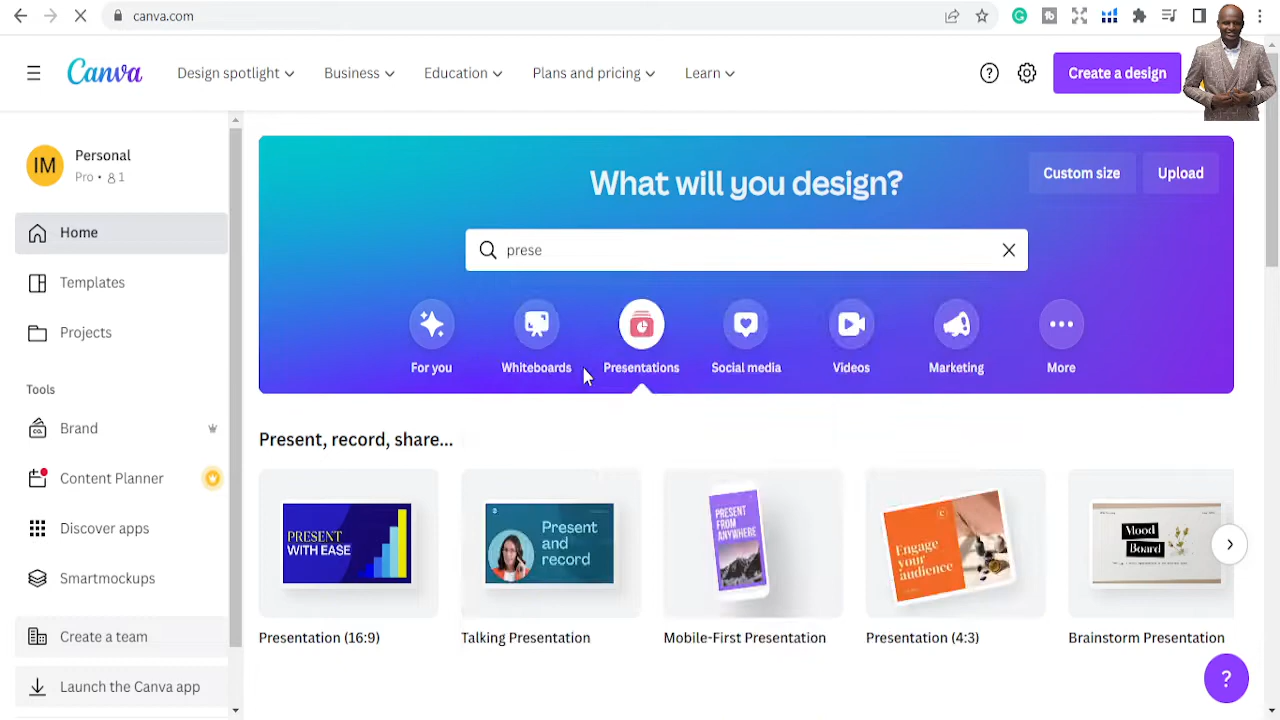 canva.com
Canva
Design spotlight
Business
Education
Plans and pricing
Learn
Create a design
IM
Personal
Pro • 1
Home
Templates
Projects
Tools
Brand
Content Planner
Discover apps
Smartmockups
Create a team
Launch the Canva app
What will you design?
Custom size
Upload
prese
For you
Whiteboards
Presentations
Social media
Videos
Marketing
More
Present, record, share...
PRESENT
WITH EASE
Present
and
record
PRESENT
FROM
ANYWHERE
Engage
your
audience
Mood
Board
Presentation (16:9)
Talking Presentation
Mobile-First Presentation
Presentation (4:3)
Brainstorm Presentation
?